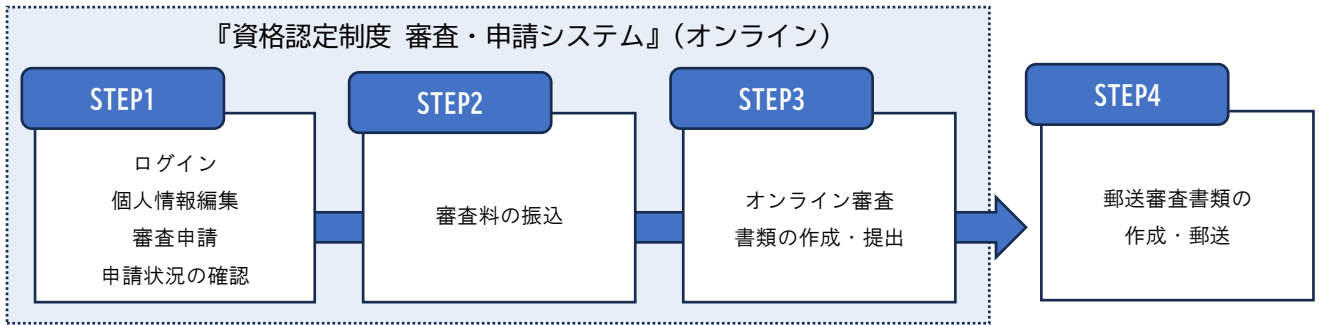 『資格認定制度 審査・申請システム』（オンライン）
STEP1
ログイン
個人情報編集
審査申請
申請状況の確認
STEP2
審査料の振込
STEP3
オンライン審査
書類の作成・提出
STEP4
郵送審査書類の
作成・郵送